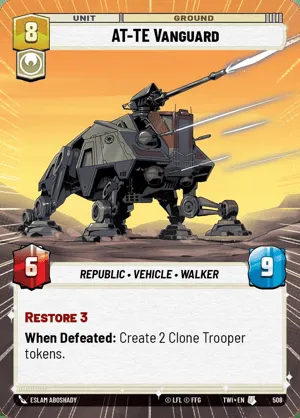 UNIT GROUND
8
AT-TE VANGUARD
6
9
REPUBLIC • VEHICLE • WALKER
RESTORE 3
When Defeated: Create 2 Clone Trooper
tokens.
ESLAM ABOSHADY © LFL © FFG TWI • EN 508